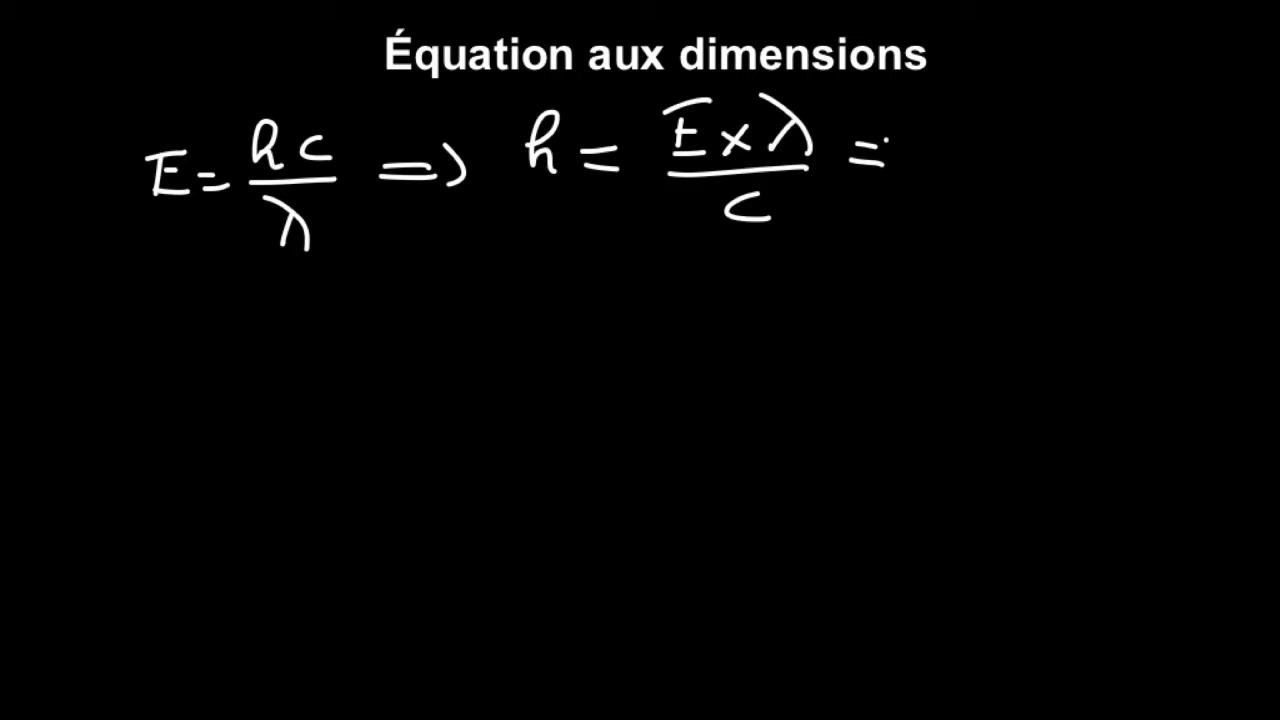 Équation aux dimensions
E = hc/λ ⇒ h = E × λ/c =